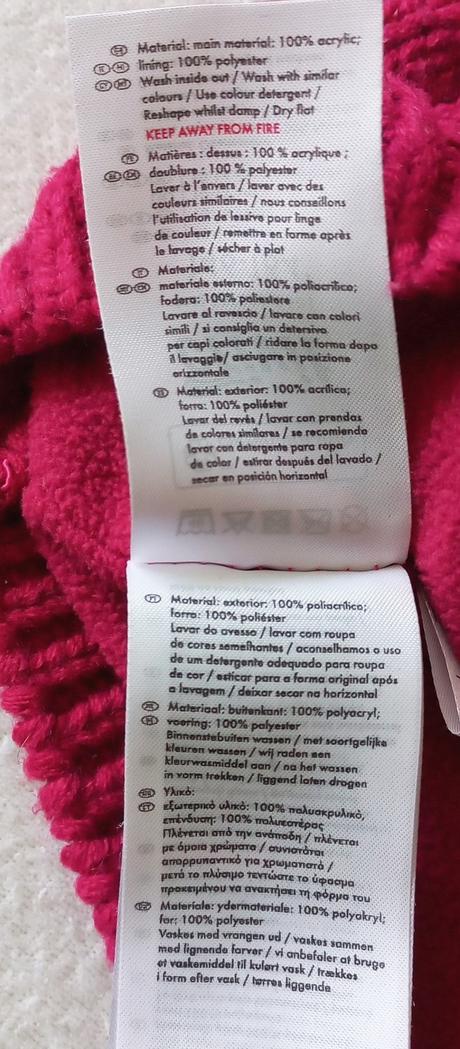 Material: main material: 100% acrylic;
lining: 100% polyester
Wash inside out / Wash with similar
colours / Use colour detergent /
Reshape whilst damp / Dry flat
KEEP AWAY FROM FIRE
Matières : dessus : 100 % acrylique ;
doublure : 100 % polyester
Laver à l'envers / laver avec des
couleurs similaires / nous conseillons
l'utilisation de lessive pour linge
de couleur / remettre en forme après
le lavage / sécher à plat
IT Materiale:
materiale esterno: 100% poliacrilico;
fodera: 100% poliestere
Lavare al rovescio / lavare con colori
simili / si consiglia un detersivo
per capi colorati / ridare la forma dopo
il lavaggio/ asciugare in posizione
orizzontale
ES Material: exterior: 100% acrílica;
forro: 100% poliéster
Lavar del revés / lavar con prendas
de colores similares / se recomienda
lavar con detergente para ropa
de color / estirar después del lavado /
secar en posición horizontal
PT Material: exterior: 100% poliacrílico;
forro: 100% poliéster
Lavar do avesso / lavar com roupa
de cores semelhantes / aconselhamos o uso
de um detergente adequado para roupa
de cor / esticar para a forma original após
a lavagem / deixar secar na horizontal
Materiaal: buitenkant: 100% polyacryl;
voering: 100% polyester
Binnenstebuiten wassen / met soortgelijke
kleuren wassen / wij raden een
kleurwasmiddel aan / na het wassen
in vorm trekken / liggend laten drogen
Υλικό:
εξωτερικό υλικό: 100% πολυακρυλικό,
επένδυση: 100% πολυεστέρας
Πλένεται από την ανάποδη / πλένεται
με όμοια χρώματα / συνιστάται
απορρυπαντικό για χρωματιστά /
μετά το πλύσιμο τεντώστε το ύφασμα
προκειμένου να ανακτήσει τη φόρμα του
Materiale: ydermateriale: 100% polyakryl;
for: 100% polyester
Vaskes med vrangen ud / vaskes sammen
med lignende farver / vi anbefaler at bruge
et vaskemiddel til kulørt vask / trækkes
i form efter vask / tørres liggende